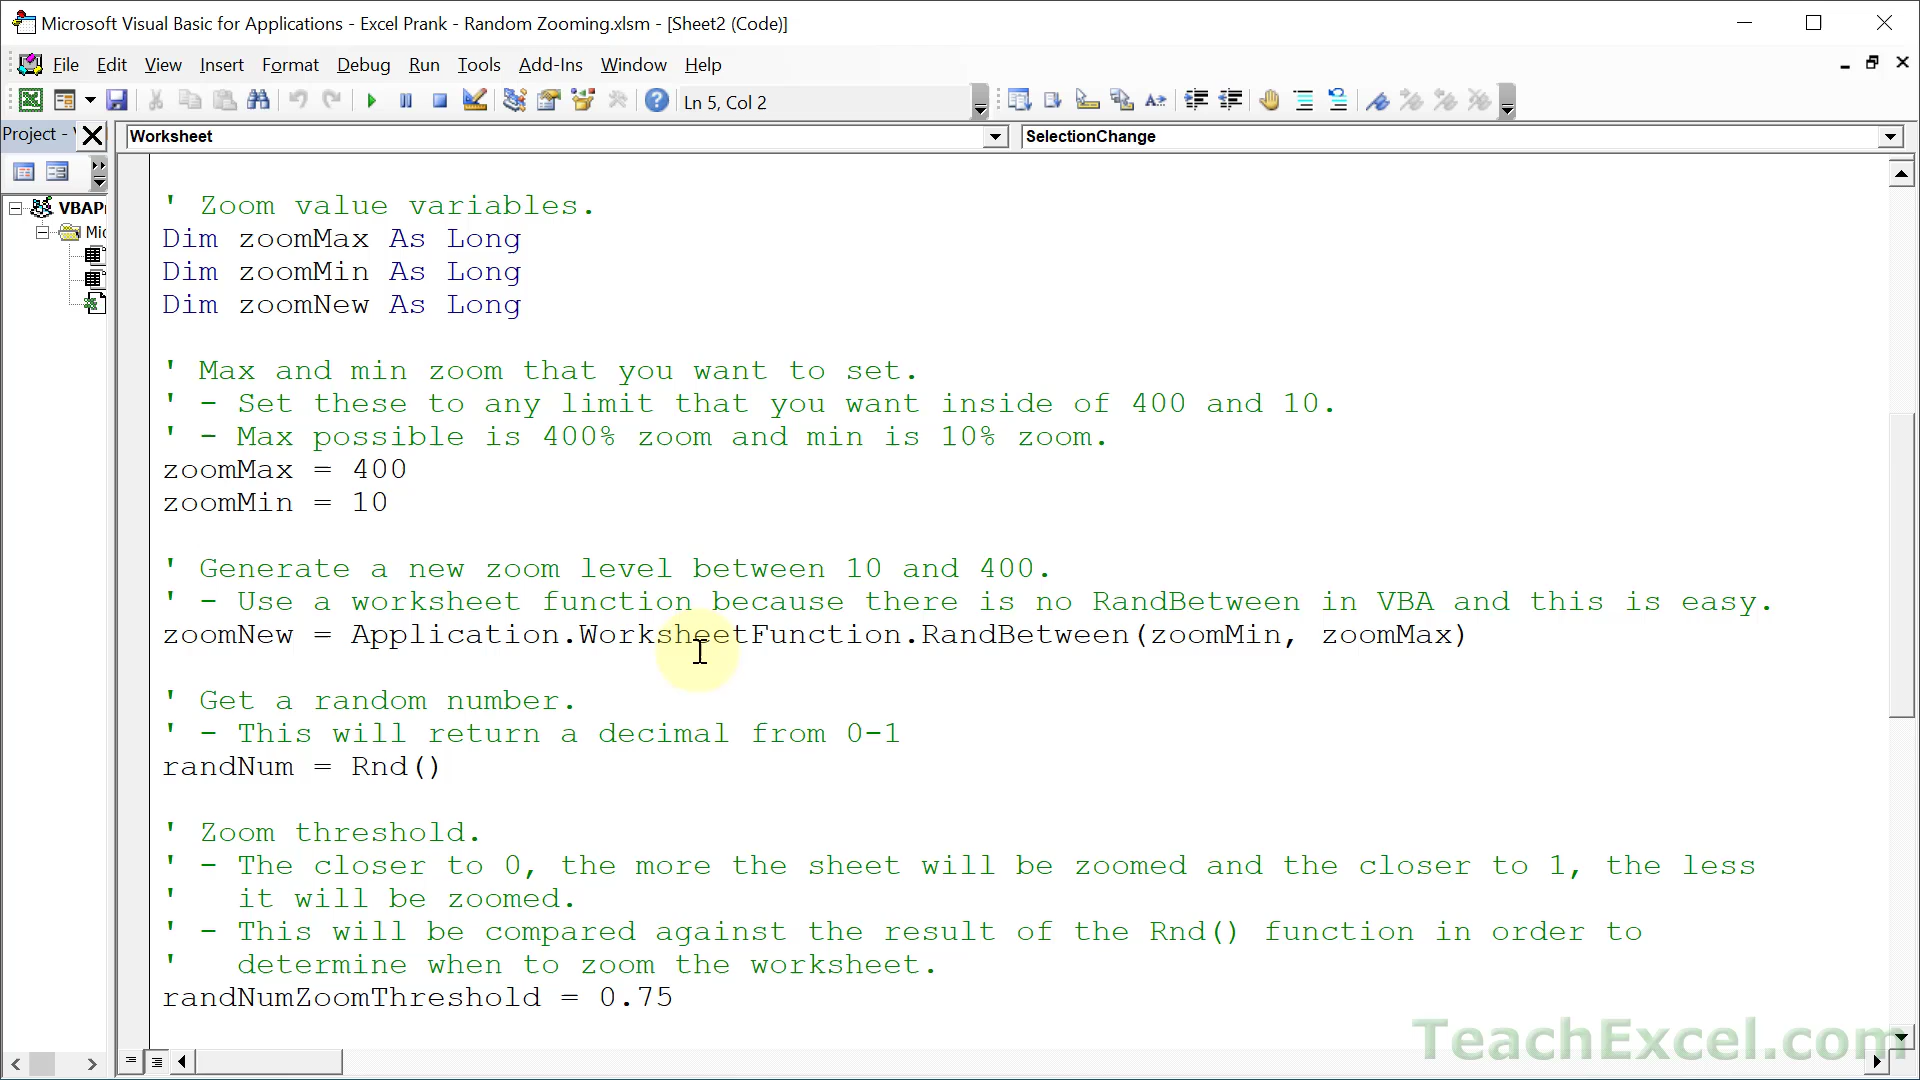 Microsoft Visual Basic for Applications - Excel Prank - Random Zooming.xlsm - [Sheet2 (Code)]
File Edit View Insert Format Debug Run Tools Add-Ins Window Help
Ln 5, Col 2
Project -
Worksheet
SelectionChange
VBAP
Mic
' Zoom value variables.
Dim zoomMax As Long
Dim zoomMin As Long
Dim zoomNew As Long
' Max and min zoom that you want to set.
' - Set these to any limit that you want inside of 400 and 10.
' - Max possible is 400% zoom and min is 10% zoom.
zoomMax = 400
zoomMin = 10
' Generate a new zoom level between 10 and 400.
' - Use a worksheet function because there is no RandBetween in VBA and this is easy.
zoomNew = Application.WorksheetFunction.RandBetween(zoomMin, zoomMax)
' Get a random number.
' - This will return a decimal from 0-1
randNum = Rnd()
' Zoom threshold.
' - The closer to 0, the more the sheet will be zoomed and the closer to 1, the less
'   it will be zoomed.
' - This will be compared against the result of the Rnd() function in order to
'   determine when to zoom the worksheet.
randNumZoomThreshold = 0.75
TeachExcel.com